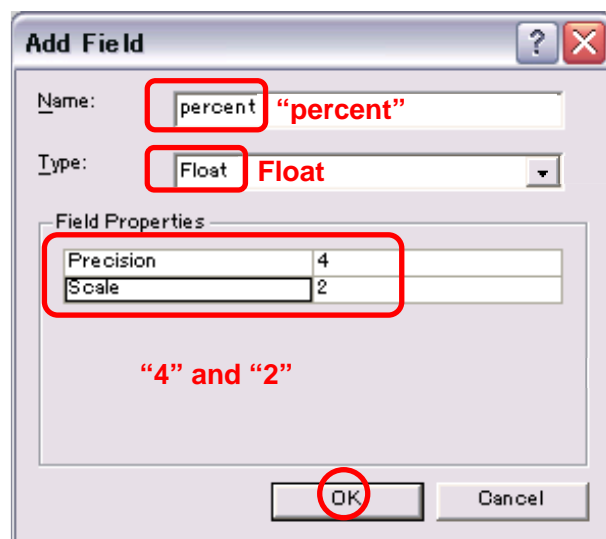 Add Field
?
Name: percent "percent"
Type: Float Float
Field Properties
Precision 4
Scale 2
“4” and “2”
OK Cancel